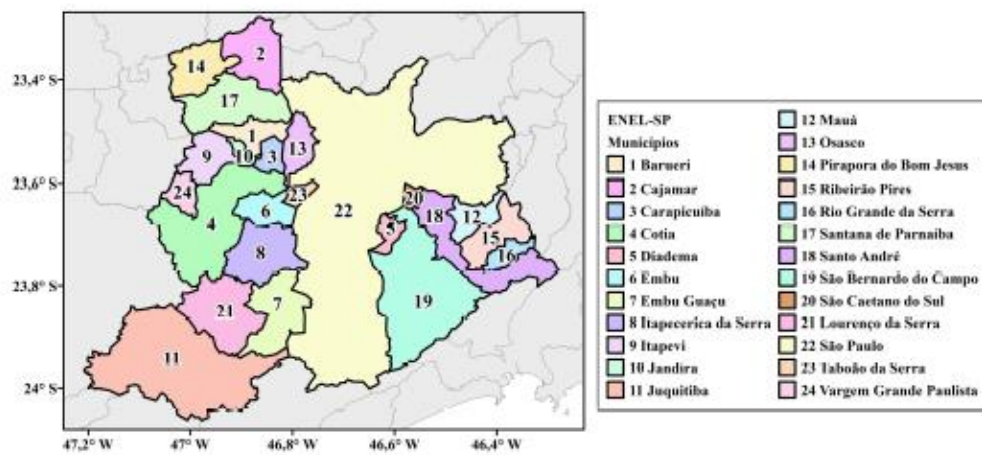 23,4° S
23,6° S
23,8° S
24° S
47,2° W
47° W
46,8° W
46,6° W
46,4° W
2
14
17
1
13
9
10
3
24
23
20
12
4
6
22
5
18
15
8
16
21
7
19
11
ENEL-SP
Municípios
1 Barueri
2 Cajamar
3 Carapicuíba
4 Cotia
5 Diadema
6 Embu
7 Embu Guaçu
8 Itapecerica da Serra
9 Itapevi
10 Jandira
11 Juquitiba
12 Mauá
13 Osasco
14 Pirapora do Bom Jesus
15 Ribeirão Pires
16 Rio Grande da Serra
17 Santana de Parnaíba
18 Santo André
19 São Bernardo do Campo
20 São Caetano do Sul
21 Lourenço da Serra
22 São Paulo
23 Taboão da Serra
24 Vargem Grande Paulista